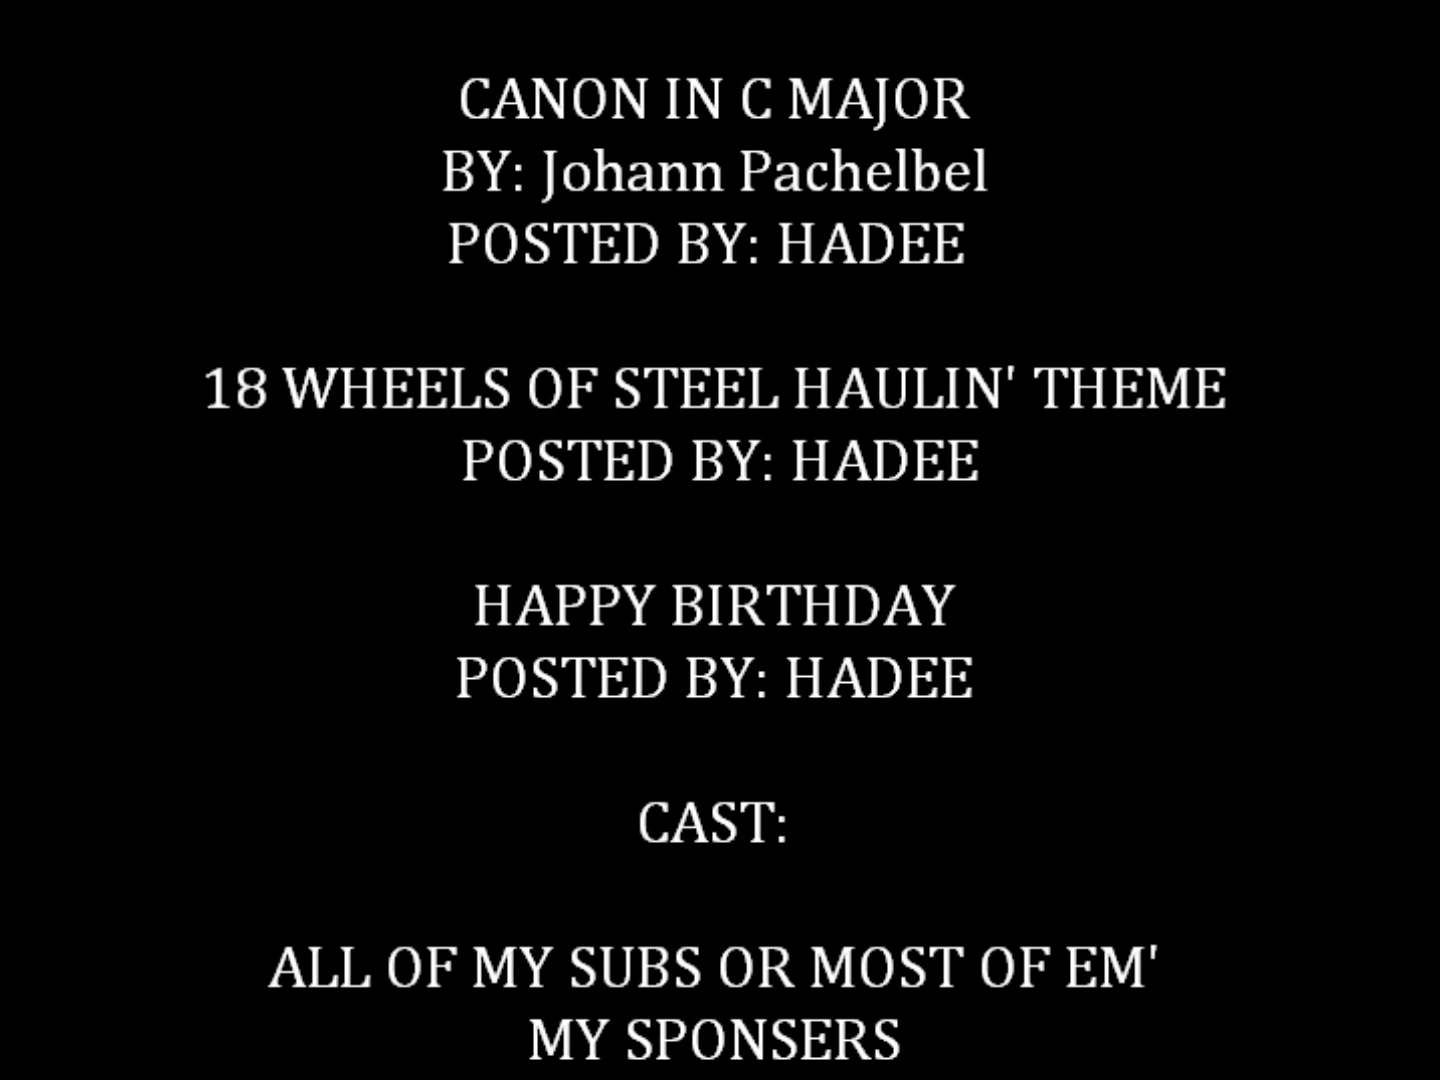 CANON IN C MAJOR
BY: Johann Pachelbel
POSTED BY: HADEE
18 WHEELS OF STEEL HAULIN' THEME
POSTED BY: HADEE
HAPPY BIRTHDAY
POSTED BY: HADEE
CAST:
ALL OF MY SUBS OR MOST OF EM'
MY SPONSERS